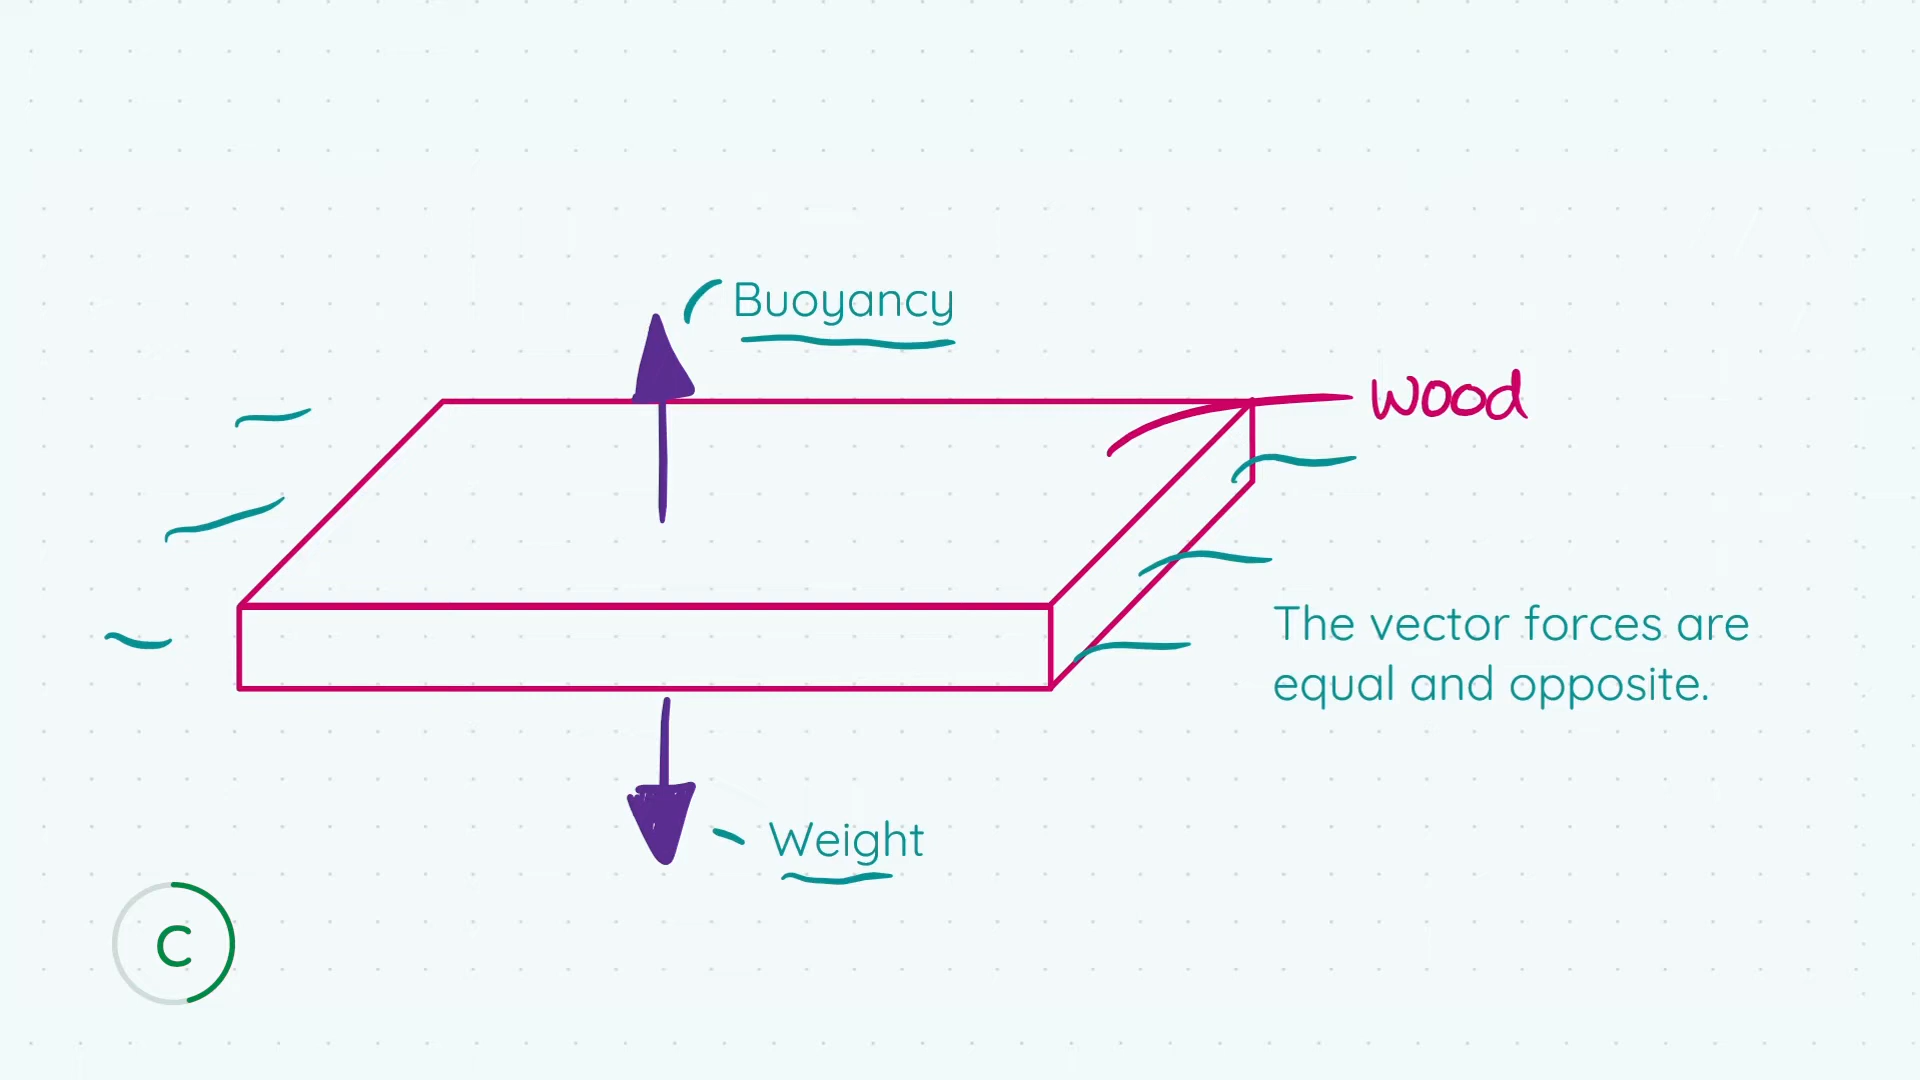 Buoyancy
wood
The vector forces are
equal and opposite.
Weight
C